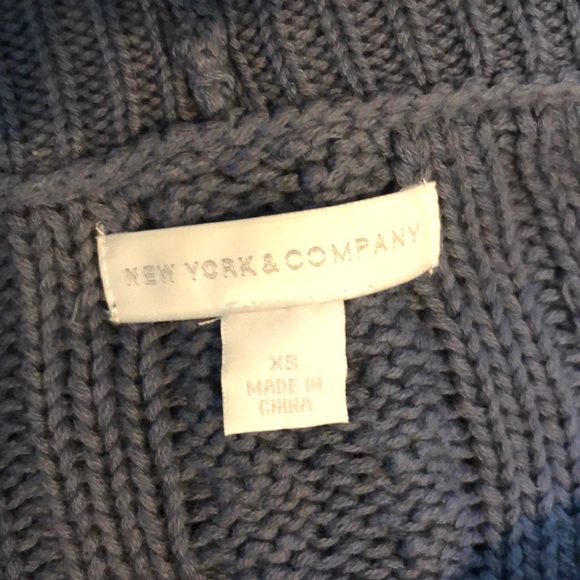 NEW YORK & COMPANY
XS
MADE IN
CHINA